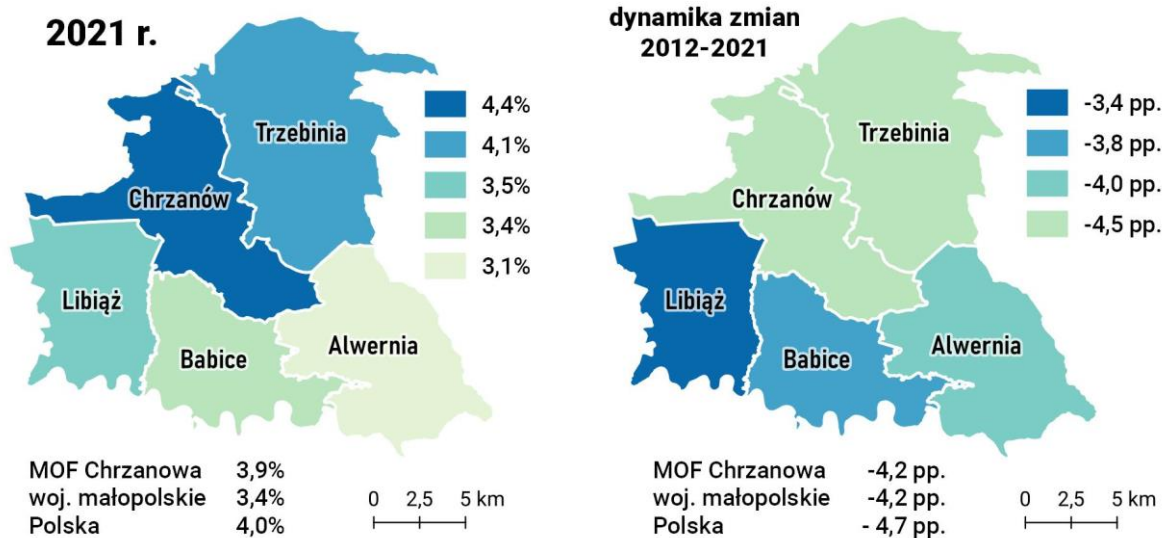 2021 r.
4,4%
4,1%
3,5%
3,4%
3,1%
Trzebinia
Chrzanów
Libiąż
Babice
Alwernia
MOF Chrzanowa 3,9%
woj. małopolskie 3,4%
Polska 4,0%
0 2,5 5 km
dynamika zmian
2012-2021
-3,4 pp.
-3,8 pp.
-4,0 pp.
-4,5 pp.
Trzebinia
Chrzanów
Libiąż
Babice
Alwernia
MOF Chrzanowa -4,2 pp.
woj. małopolskie -4,2 pp.
Polska - 4,7 pp.
0 2,5 5 km